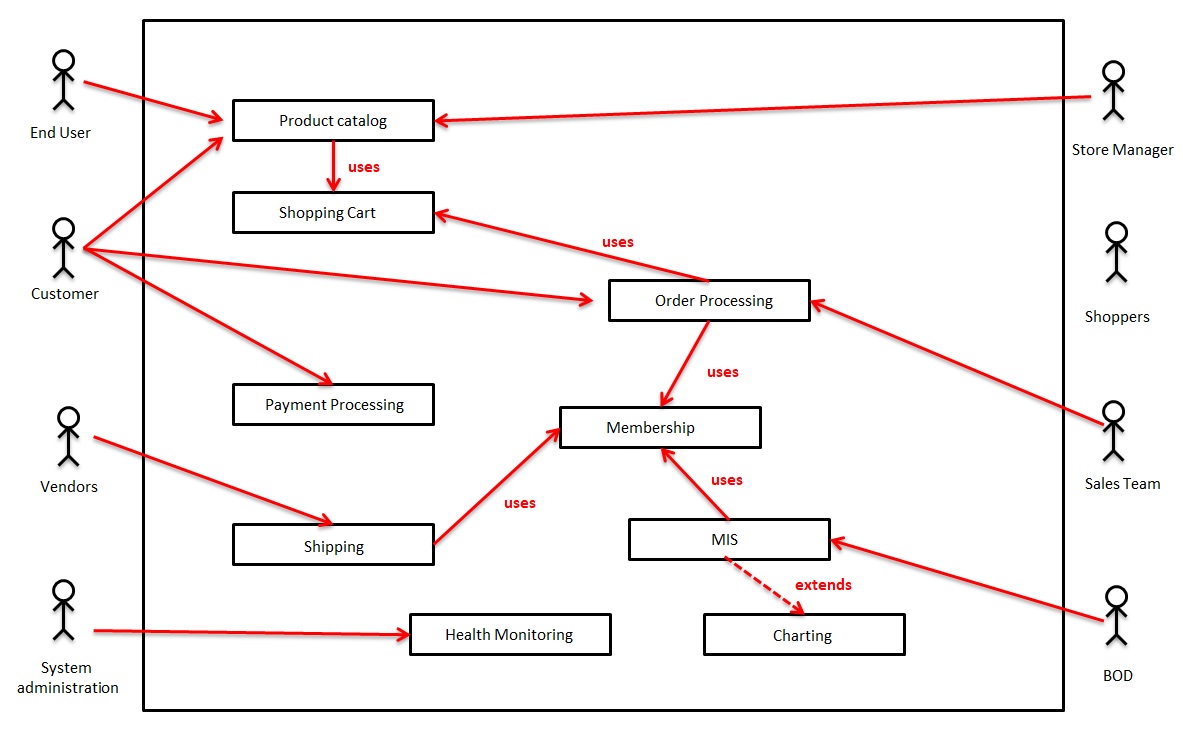 End User
Product catalog
Store Manager
uses
Shopping Cart
uses
Customer
Order Processing
Shoppers
uses
Payment Processing
Membership
Vendors
uses
Sales Team
uses
Shipping
MIS
extends
Health Monitoring
Charting
System
administration
BOD